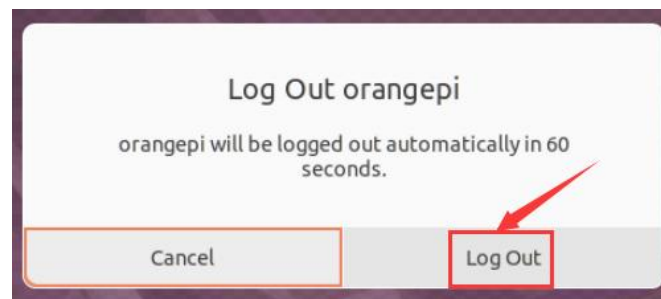 Log Out orangepi
orangepi will be logged out automatically in 60
seconds.
Cancel
Log Out